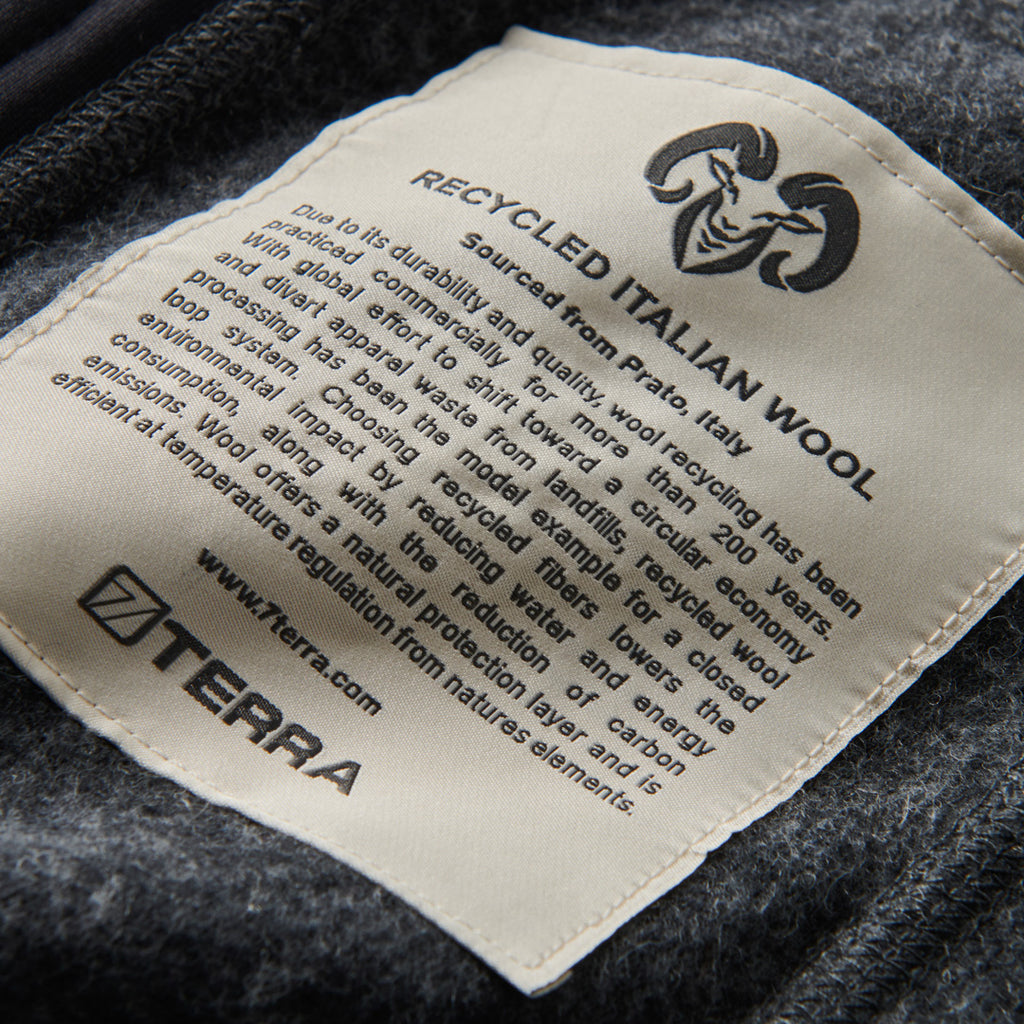 RECYCLED ITALIAN WOOL
Sourced from Prato, Italy
Due to its durability and quality, wool recycling has been
practiced commercially for more than 200 years.
With global effort to shift toward a circular economy
and divert apparel waste from landfills, recycled wool
processing has been the model example for a closed
loop system. Choosing recycled fibers lowers the
environmental impact by reducing water and energy
consumption, along with the reduction of carbon
emissions. Wool offers a natural protection layer and is
efficient at temperature regulation from natures elements.
www.7terra.com
7TERRA